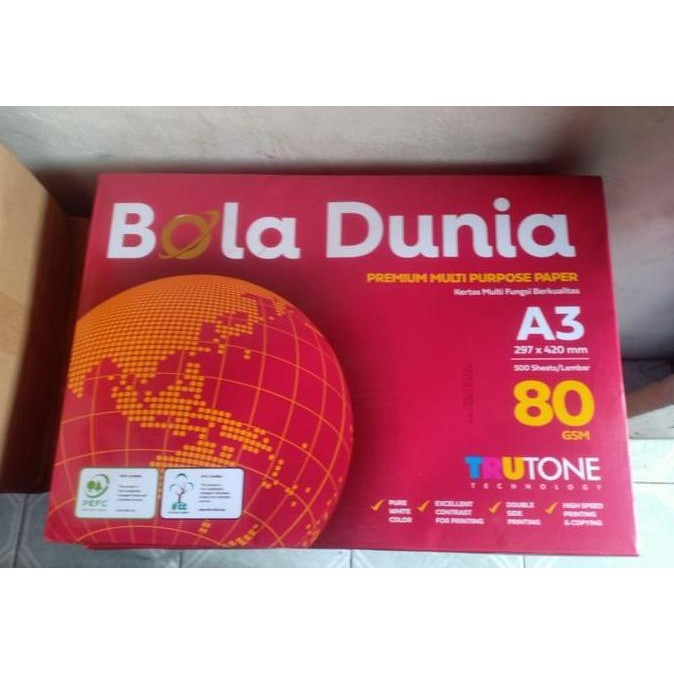 Bola Dunia
PREMIUM MULTI PURPOSE PAPER
Kertas Multi Fungsi Berkualitas
A3
297 x 420 mm
500 Sheets/Lembar
80
GSM
TRUTONE
TECHNOLOGY
PURE
WHITE
COLOR
EXCELLENT
CONTRAST
FOR PRINTING
DOUBLE
SIDE
PRINTING
HIGH SPEED
PRINTING
& COPYING
PEFC
IFCC